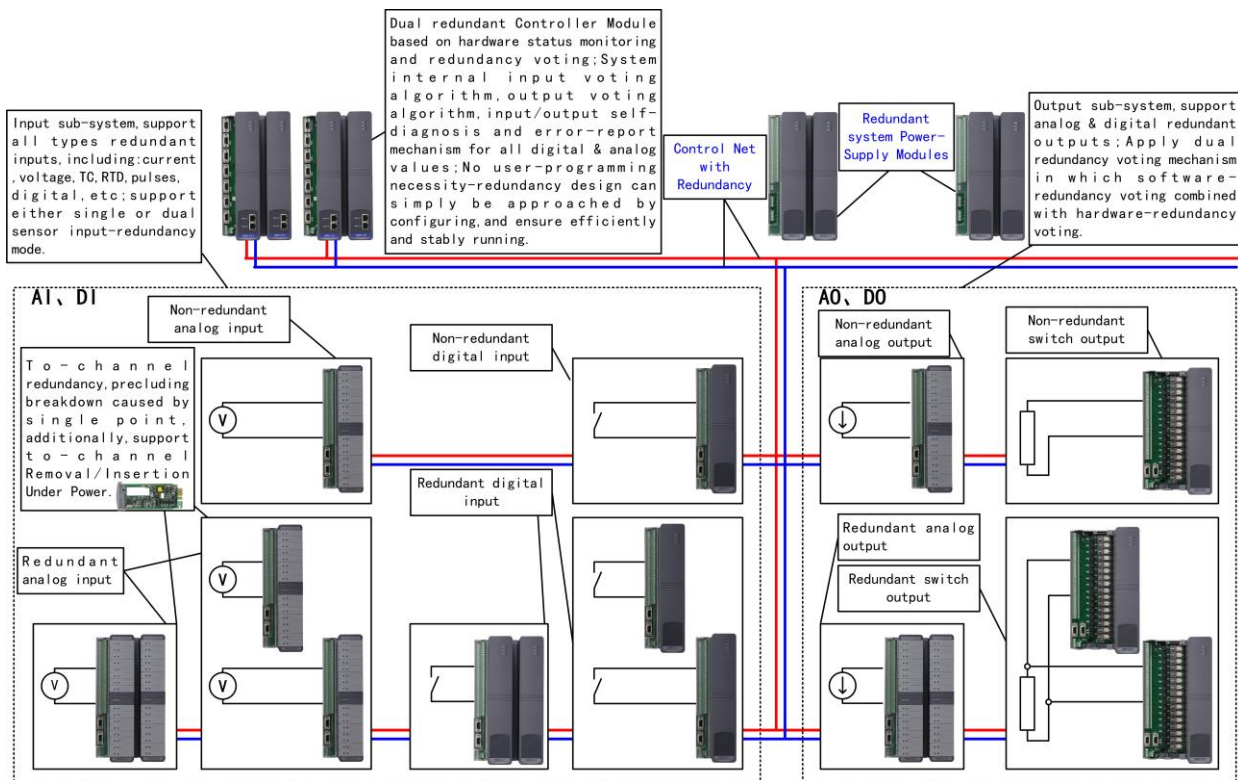 Input sub-system, support
all types redundant
inputs, including:current
,voltage, TC, RTD, pulses,
digital, etc;support
either single or dual
sensor input-redundancy
mode.
Dual redundant Controller Module
based on hardware status monitoring
and redundancy voting;System
internal input voting
algorithm, output voting
algorithm, input/output self-
diagnosis and error-report
mechanism for all digital & analog
values;No user-programming
necessity-redundancy design can
simply be approached by
configuring, and ensure efficiently
and stably running.
Control Net
with
Redundancy
Redundant
system Power-
Supply Modules
Output sub-system, support
analog & digital redundant
outputs;Apply dual
redundancy voting mechanism
in which software-
redundancy voting combined
with hardware-redundancy
voting.
AI、DI
Non-redundant
analog input
Non-redundant
digital input
To-channel
redundancy, precluding
breakdown caused by
single point,
additionally, support
to-channel
Removal/Insertion
Under Power.
V
Redundant digital
input
Redundant
analog input
V
V
V
AO、DO
Non-redundant
analog output
Non-redundant
switch output
Redundant analog
output
Redundant switch
output